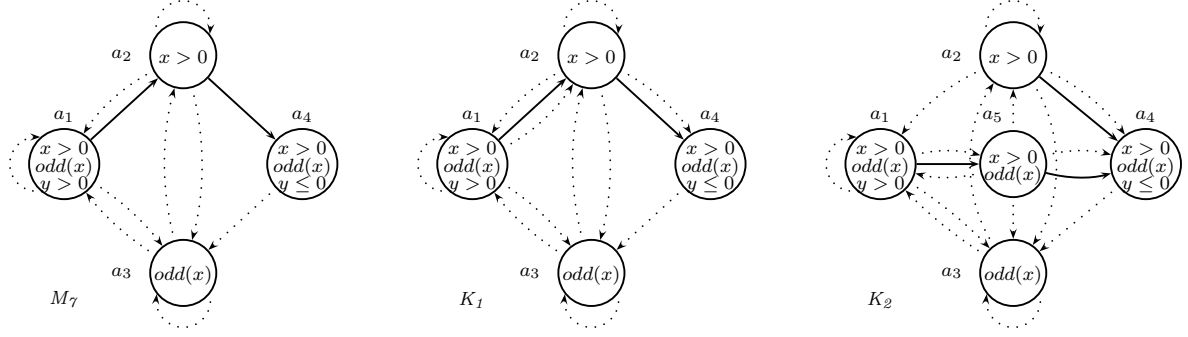 a2
x > 0
a1
x > 0
odd(x)
y > 0
a4
x > 0
odd(x)
y ≤ 0
a3
odd(x)
M7
a2
x > 0
a1
x > 0
odd(x)
y > 0
a4
x > 0
odd(x)
y ≤ 0
a3
odd(x)
K1
a2
x > 0
a1
x > 0
odd(x)
y > 0
a5
x > 0
odd(x)
a4
x > 0
odd(x)
y ≤ 0
a3
odd(x)
K2